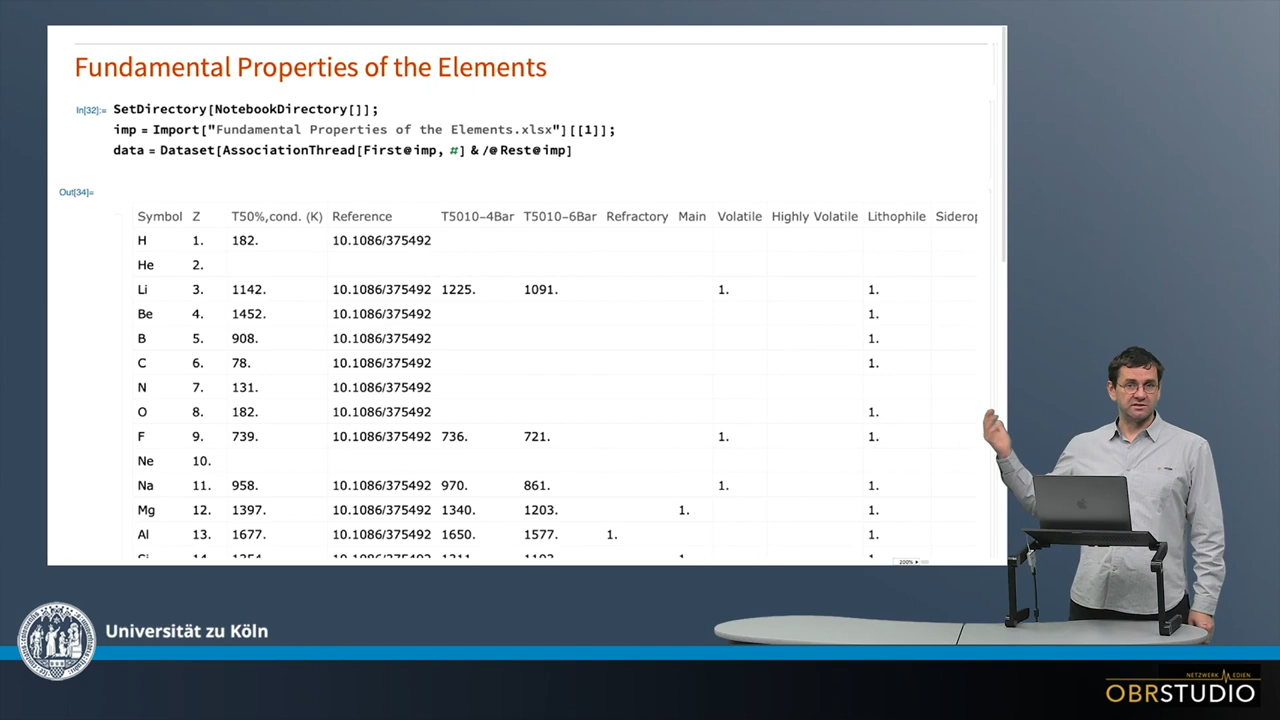 Fundamental Properties of the Elements
In[32]:= SetDirectory[NotebookDirectory[]];
imp = Import["Fundamental Properties of the Elements.xlsx"][[1]];
data = Dataset[AssociationThread[First@imp, #] & /@ Rest@imp]
Out[34]=
Symbol Z T50%,cond. (K) Reference T5010-4Bar T5010-6Bar Refractory Main Volatile Highly Volatile Lithophile Siderop
H 1. 182. 10.1086/375492
He 2.
Li 3. 1142. 10.1086/375492 1225. 1091. 1. 1.
Be 4. 1452. 10.1086/375492 1.
B 5. 908. 10.1086/375492 1.
C 6. 78. 10.1086/375492 1.
N 7. 131. 10.1086/375492
O 8. 182. 10.1086/375492 1.
F 9. 739. 10.1086/375492 736. 721. 1. 1.
Ne 10.
Na 11. 958. 10.1086/375492 970. 861. 1. 1.
Mg 12. 1397. 10.1086/375492 1340. 1203. 1. 1.
Al 13. 1677. 10.1086/375492 1650. 1577. 1. 1.
200%
Universität zu Köln
NETZWERK MEDIEN
OBRSTUDIO